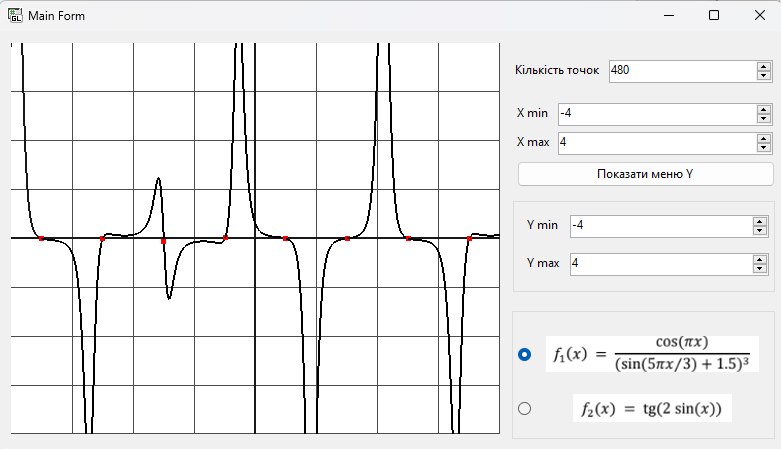 Main Form
Кількість точок 480
X min -4
X max 4
Показати меню Y
Y min -4
Y max 4
f₁(x) = cos(πx) / (sin(5πx/3) + 1.5)³
f₂(x) = tg(2 sin(x))